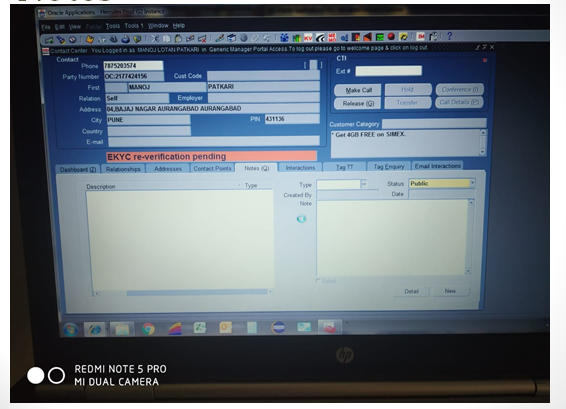 Notes
Oracle Applications -
File Edit View Folder Tools Tools 1 Window Help
Contact Center You Logged in as MANOJ LOTAN PATKARI in Generic Manager Portal Access.To log out please go to welcome page & click on log out
Contact
CTI
Phone 7875203574
Ext #
Party Number OC:2177424156 Cust Code
First MANOJ PATKARI
Make Call Hold Conference (I)
Relation Self Employer
Release (Q) Transfer Call Details (P)
Address 04,BAJAJ NAGAR AURANGABAD AURANGABAD
City PUNE PIN 431136
Customer Category
Country
* Get 4GB FREE on SIMEX.
E-mail
EKYC re-verification pending
Dashboard (Z) Relationships Addresses Contact Points Notes (Q) Interactions Tag TT Tag Enquiry Email Interactions
Description Type
Type Status Public
Created By Date
Note
Detail New
hp
REDMI NOTE 5 PRO
MI DUAL CAMERA